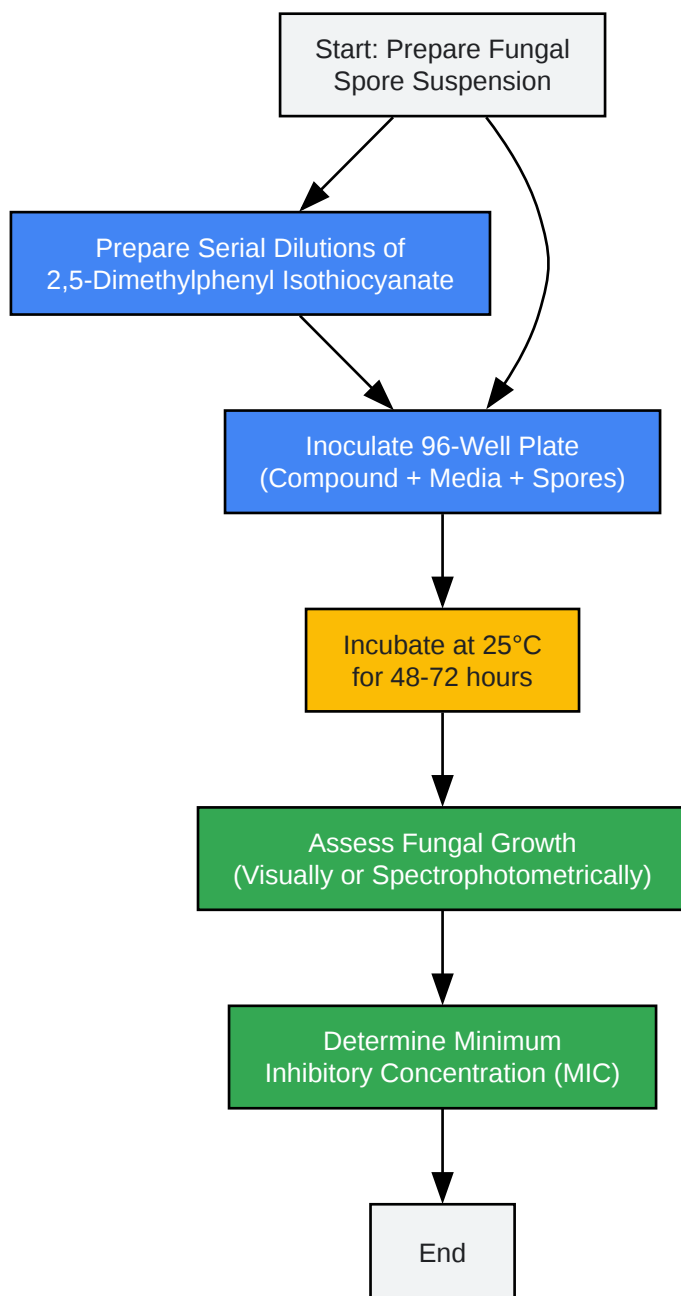 Start: Prepare Fungal
Spore Suspension
Prepare Serial Dilutions of
2,5-Dimethylphenyl Isothiocyanate
Inoculate 96-Well Plate
(Compound + Media + Spores)
Incubate at 25°C
for 48-72 hours
Assess Fungal Growth
(Visually or Spectrophotometrically)
Determine Minimum
Inhibitory Concentration (MIC)
End